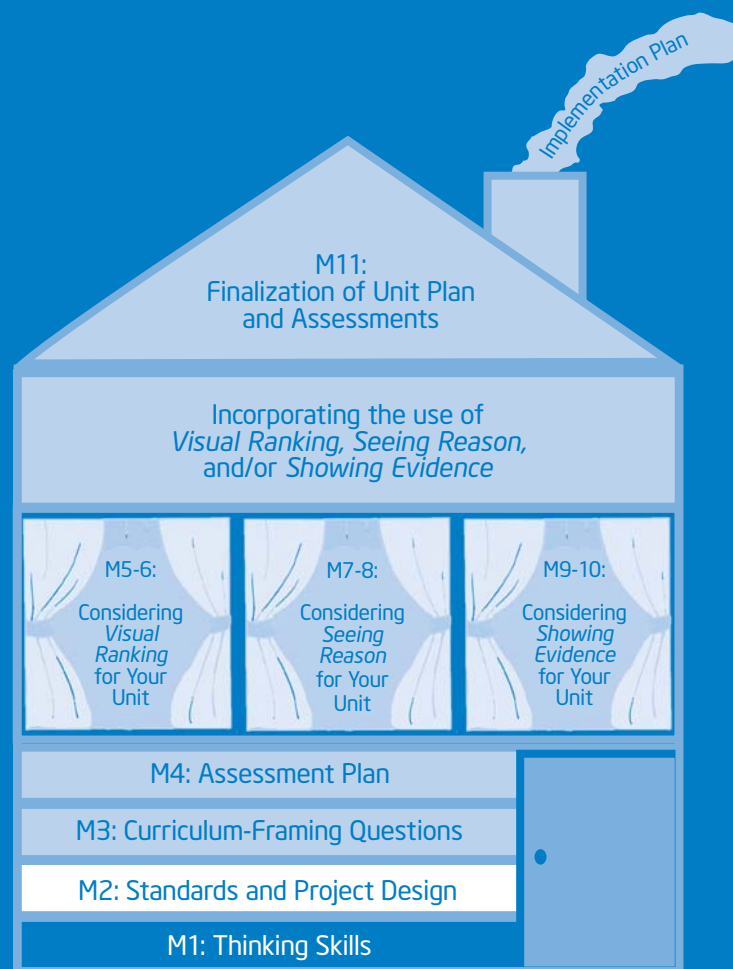 Implementation Plan
M11:
Finalization of Unit Plan
and Assessments
Incorporating the use of
Visual Ranking, Seeing Reason,
and/or Showing Evidence
M5-6:
Considering
Visual
Ranking
for Your
Unit
M7-8:
Considering
Seeing
Reason
for Your
Unit
M9-10:
Considering
Showing
Evidence
for Your
Unit
M4: Assessment Plan
M3: Curriculum-Framing Questions
M2: Standards and Project Design
M1: Thinking Skills